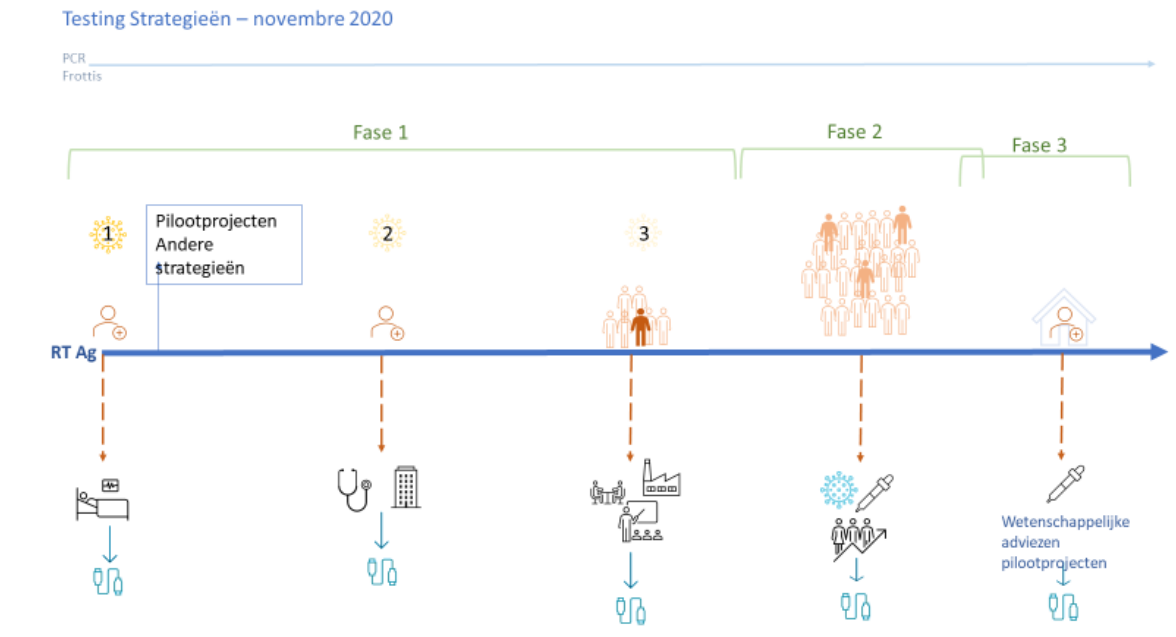 Testing Strategieën – novembre 2020
PCR
Frottis
Fase 1
Fase 2
Fase 3
1
Pilootprojecten
Andere
strategieën
2
3
RT Ag
Wetenschappelijke
adviezen
pilootprojecten